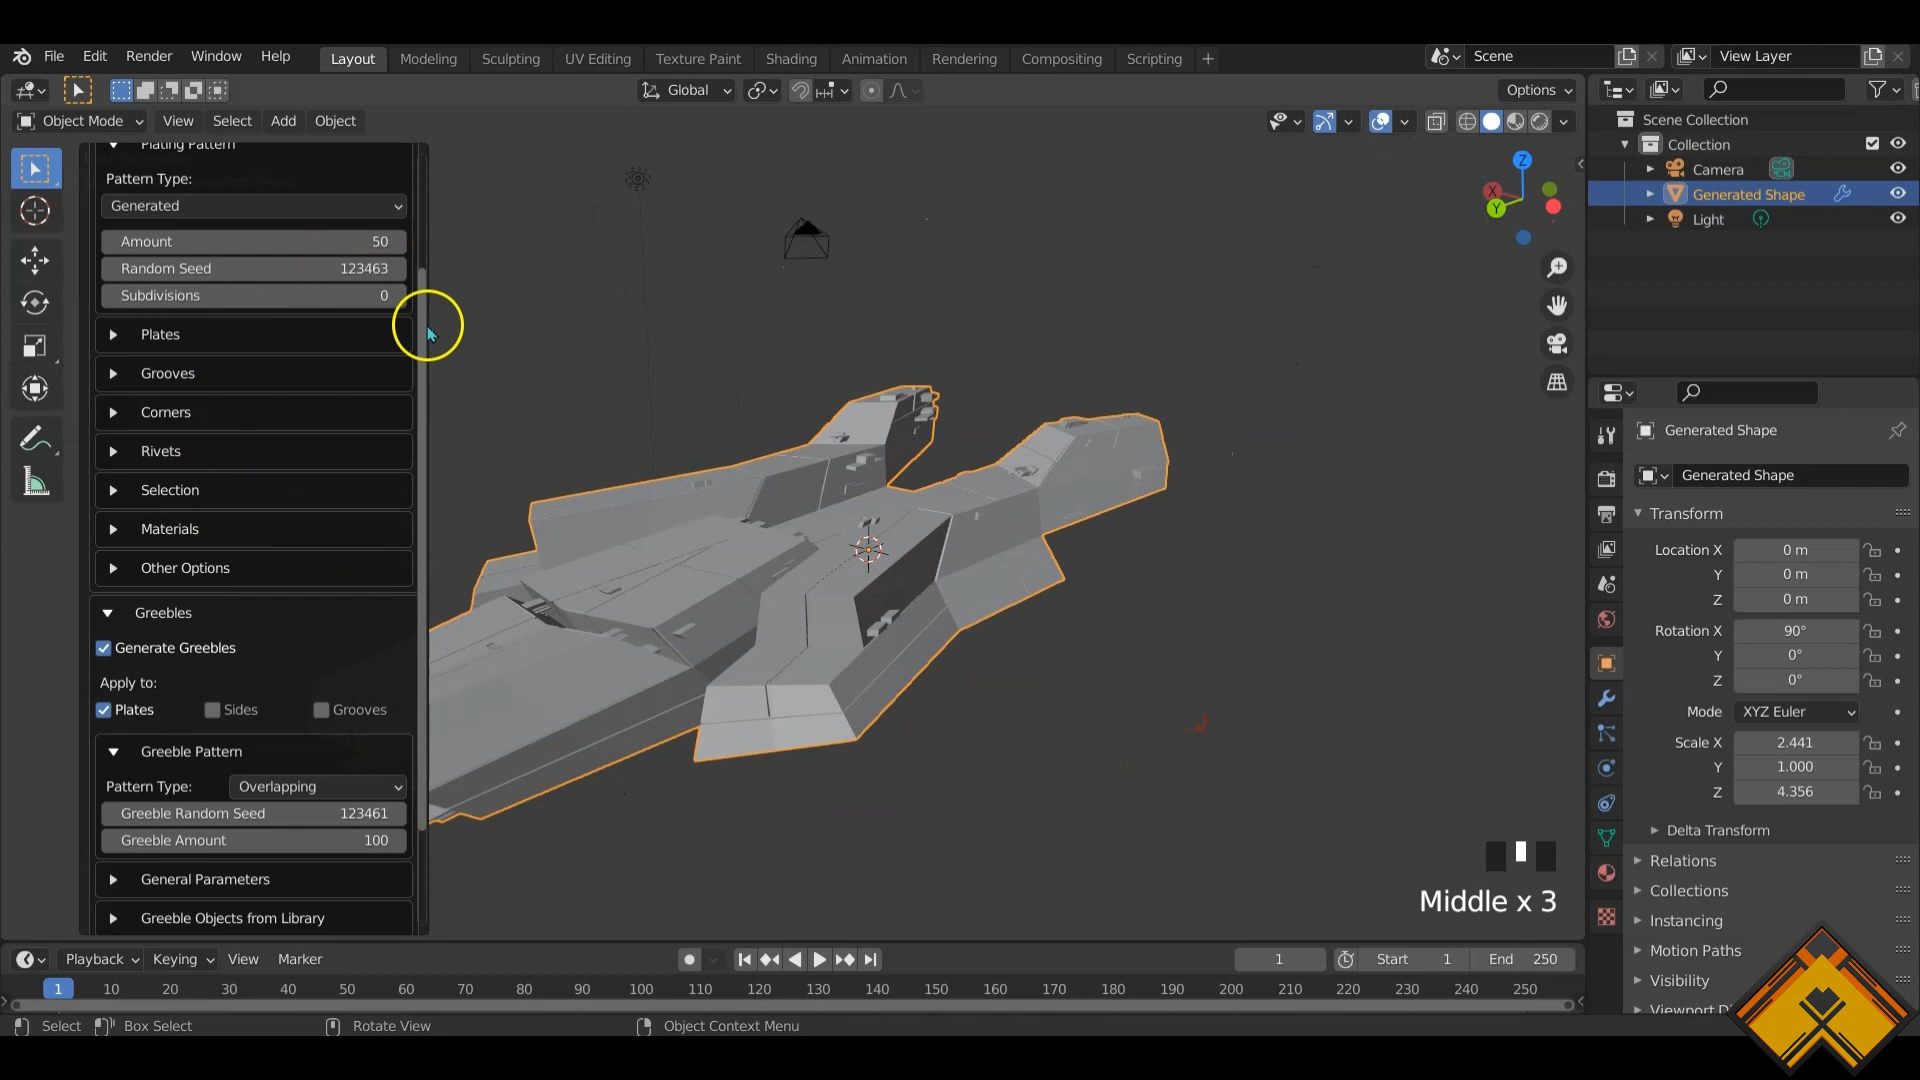 File Edit Render Window Help Layout Modeling Sculpting UV Editing Texture Paint Shading Animation Rendering Compositing Scripting + Scene View Layer
Global Options
Object Mode View Select Add Object
Scene Collection
Collection
Camera
Generated Shape
Light
Plating Pattern
Pattern Type:
Generated
Amount 50
Random Seed 123463
Subdivisions 0
Plates
Grooves
Corners
Rivets
Selection
Materials
Other Options
Greebles
Generate Greebles
Apply to:
Plates Sides Grooves
Greeble Pattern
Pattern Type: Overlapping
Greeble Random Seed 123461
Greeble Amount 100
General Parameters
Greeble Objects from Library
Z
X
Y
Middle x 3
Generated Shape
Generated Shape
Transform
Location X 0 m
Y 0 m
Z 0 m
Rotation X 90°
Y 0°
Z 0°
Mode XYZ Euler
Scale X 2.441
Y 1.000
Z 4.356
Delta Transform
Relations
Collections
Instancing
Motion Paths
Visibility
Playback Keying View Marker 1 Start 1 End 250
1 10 20 30 40 50 60 70 80 90 100 110 120 130 140 150 160 170 180 190 200 210 220 230 240 250
Select Box Select Rotate View Object Context Menu